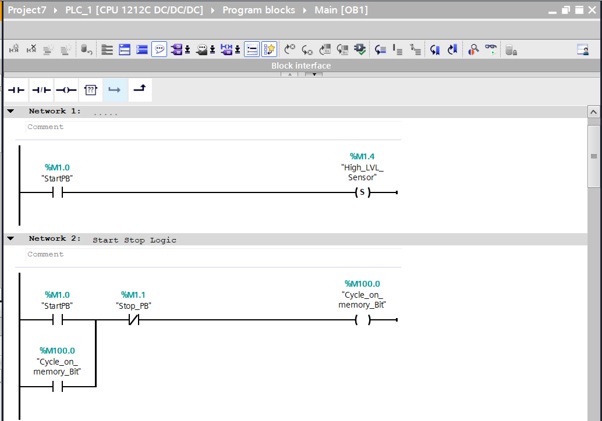 Project7 ▸ PLC_1 [CPU 1212C DC/DC/DC] ▸ Program blocks ▸ Main [OB1]
Block interface
Network 1: .....
Comment
%M1.0
"StartPB"
%M1.4
"High_LVL_
Sensor"
S
Network 2: Start Stop Logic
Comment
%M1.0
"StartPB"
%M1.1
"Stop_PB"
%M100.0
"Cycle_on_
memory_Bit"
%M100.0
"Cycle_on_
memory_Bit"